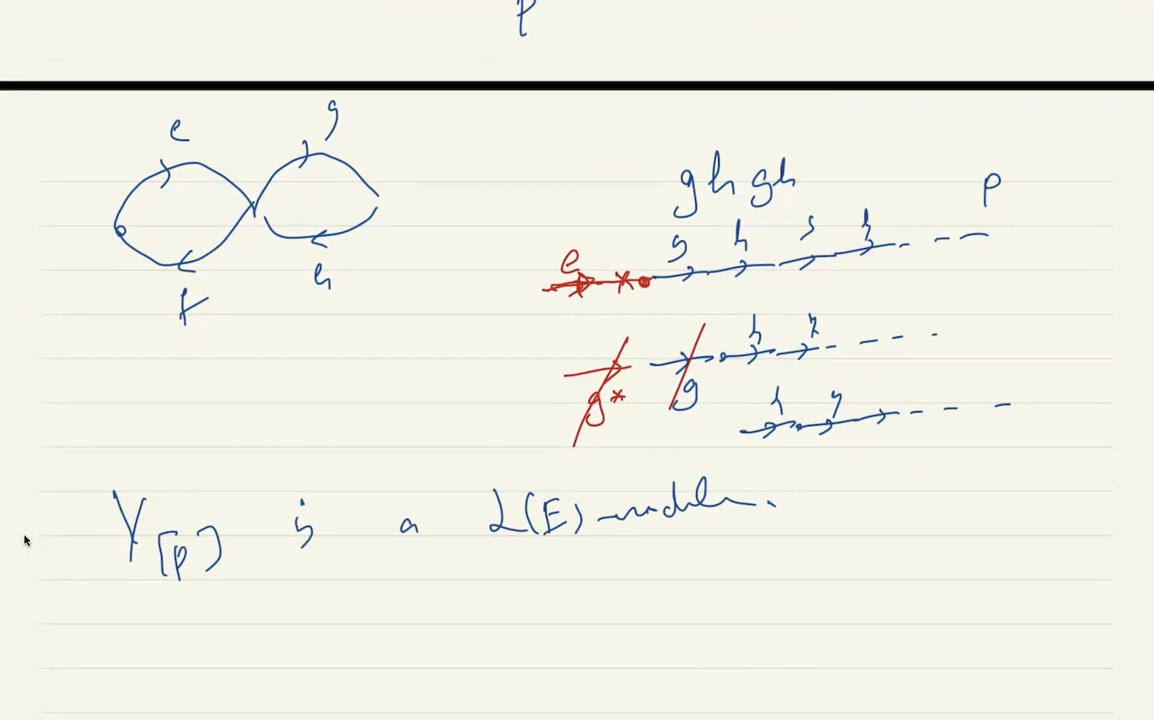 p
e g
ghgh p
f h
e g h g h
h g
g* g
h g
V[p] is a L(E)-module.